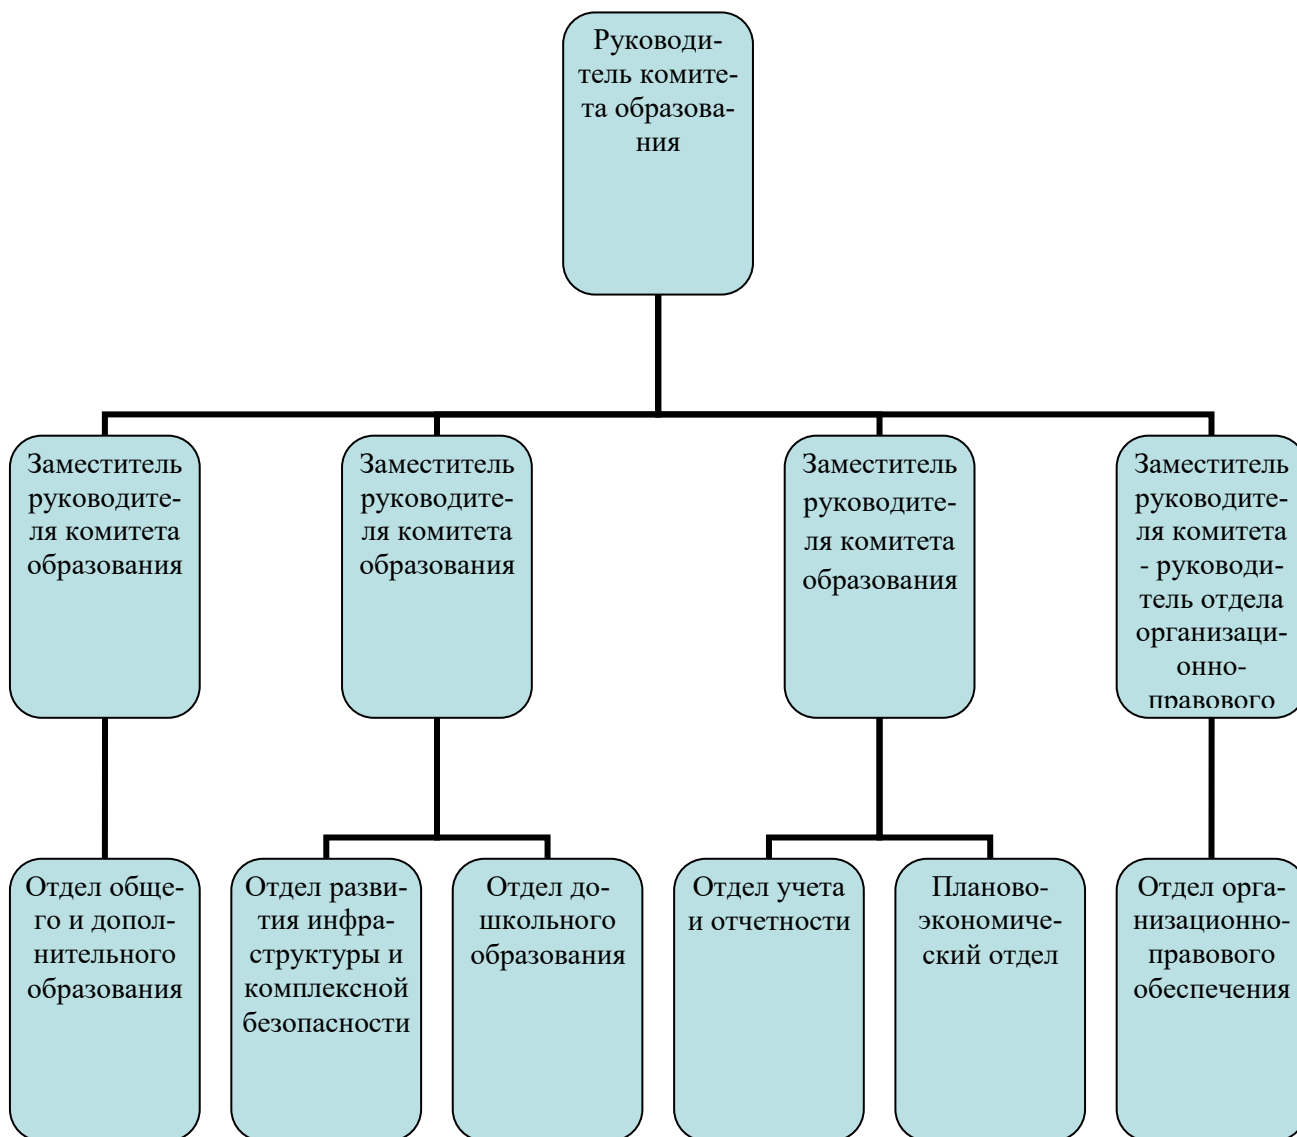 Руководи-
тель комите-
та образова-
ния
Заместитель
руководите-
ля комитета
образования
Заместитель
руководите-
ля комитета
образования
Заместитель
руководите-
ля комитета
образования
Заместитель
руководите-
ля комитета
- руководи-
тель отдела
организаци-
онно-
правового
Отдел обще-
го и допол-
нительного
образования
Отдел разви-
тия инфра-
структуры и
комплексной
безопасности
Отдел до-
школьного
образования
Отдел учета
и отчетности
Планово-
экономиче-
ский отдел
Отдел орга-
низационно-
правового
обеспечения